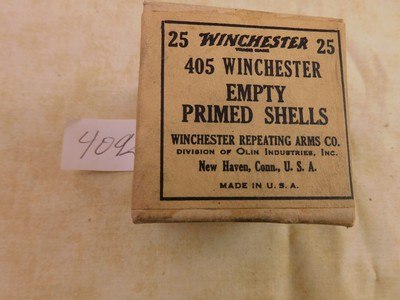 25 WINCHESTER 25
TRADE MARK
405 WINCHESTER
EMPTY
PRIMED SHELLS
WINCHESTER REPEATING ARMS CO.
DIVISION OF OLIN INDUSTRIES, INC.
New Haven, Conn., U. S. A.
MADE IN U. S. A.